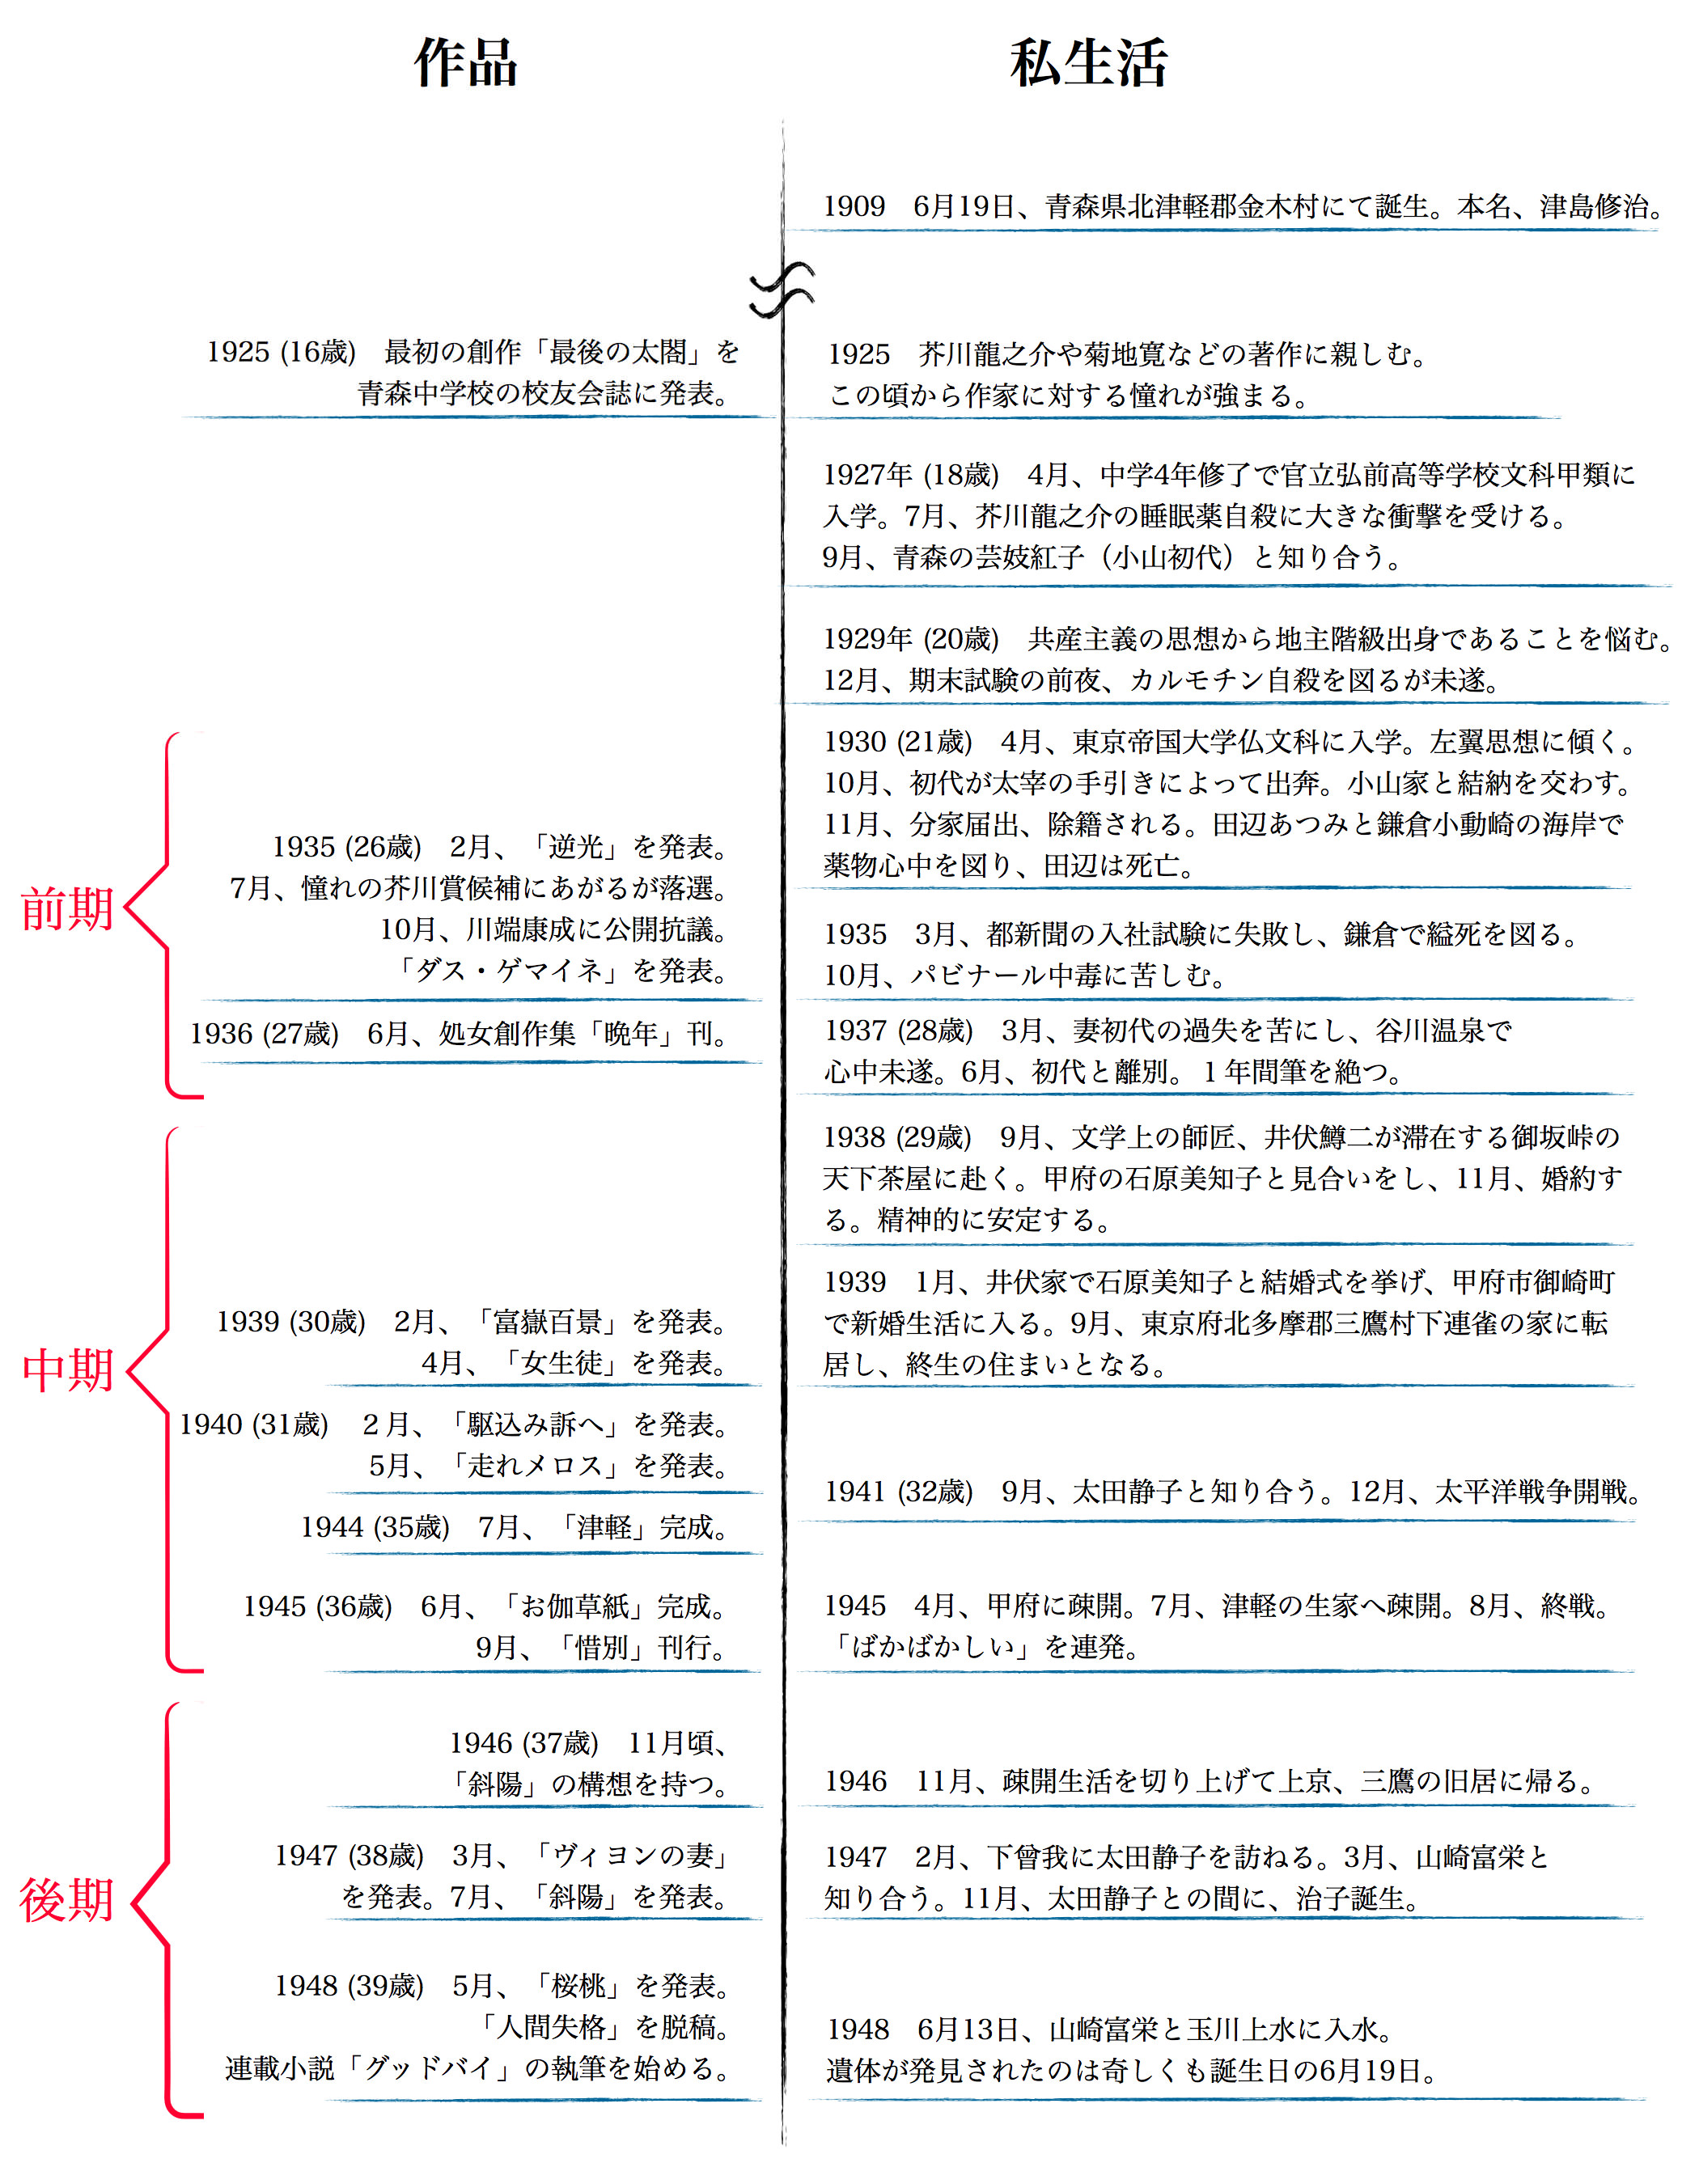 作品
私生活
1909　6月19日、青森県北津軽郡金木村にて誕生。本名、津島修治。
1925 (16歳)　最初の創作「最後の太閤」を
青森中学校の校友会誌に発表。
1925　芥川龍之介や菊地寛などの著作に親しむ。
この頃から作家に対する憧れが強まる。
1927年 (18歳)　4月、中学4年修了で官立弘前高等学校文科甲類に
入学。7月、芥川龍之介の睡眠薬自殺に大きな衝撃を受ける。
9月、青森の芸妓紅子（小山初代）と知り合う。
1929年 (20歳)　共産主義の思想から地主階級出身であることを悩む。
12月、期末試験の前夜、カルモチン自殺を図るが未遂。
前期
1930 (21歳)　4月、東京帝国大学仏文科に入学。左翼思想に傾く。
10月、初代が太宰の手引きによって出奔。小山家と結納を交わす。
11月、分家届出、除籍される。田辺あつみと鎌倉小動崎の海岸で
薬物心中を図り、田辺は死亡。
1935 (26歳)　2月、「逆光」を発表。
7月、憧れの芥川賞候補にあがるが落選。
10月、川端康成に公開抗議。
「ダス・ゲマイネ」を発表。
1935　3月、都新聞の入社試験に失敗し、鎌倉で縊死を図る。
10月、パビナール中毒に苦しむ。
1936 (27歳)　6月、処女創作集「晩年」刊。
1937 (28歳)　3月、妻初代の過失を苦にし、谷川温泉で
心中未遂。6月、初代と離別。１年間筆を絶つ。
中期
1938 (29歳)　9月、文学上の師匠、井伏鱒二が滞在する御坂峠の
天下茶屋に赴く。甲府の石原美知子と見合いをし、11月、婚約す
る。精神的に安定する。
1939 (30歳)　2月、「富嶽百景」を発表。
4月、「女生徒」を発表。
1939　1月、井伏家で石原美知子と結婚式を挙げ、甲府市御崎町
で新婚生活に入る。9月、東京府北多摩郡三鷹村下連雀の家に転
居し、終生の住まいとなる。
1940 (31歳)　２月、「駆込み訴へ」を発表。
5月、「走れメロス」を発表。
1941 (32歳)　9月、太田静子と知り合う。12月、太平洋戦争開戦。
1944 (35歳)　7月、「津軽」完成。
1945 (36歳)　6月、「お伽草紙」完成。
9月、「惜別」刊行。
1945　4月、甲府に疎開。7月、津軽の生家へ疎開。8月、終戦。
「ばかばかしい」を連発。
後期
1946 (37歳)　11月頃、
「斜陽」の構想を持つ。
1946　11月、疎開生活を切り上げて上京、三鷹の旧居に帰る。
1947 (38歳)　3月、「ヴィヨンの妻」
を発表。7月、「斜陽」を発表。
1947　2月、下曾我に太田静子を訪ねる。3月、山崎富栄と
知り合う。11月、太田静子との間に、治子誕生。
1948 (39歳)　5月、「桜桃」を発表。
「人間失格」を脱稿。
連載小説「グッドバイ」の執筆を始める。
1948　6月13日、山崎富栄と玉川上水に入水。
遺体が発見されたのは奇しくも誕生日の6月19日。